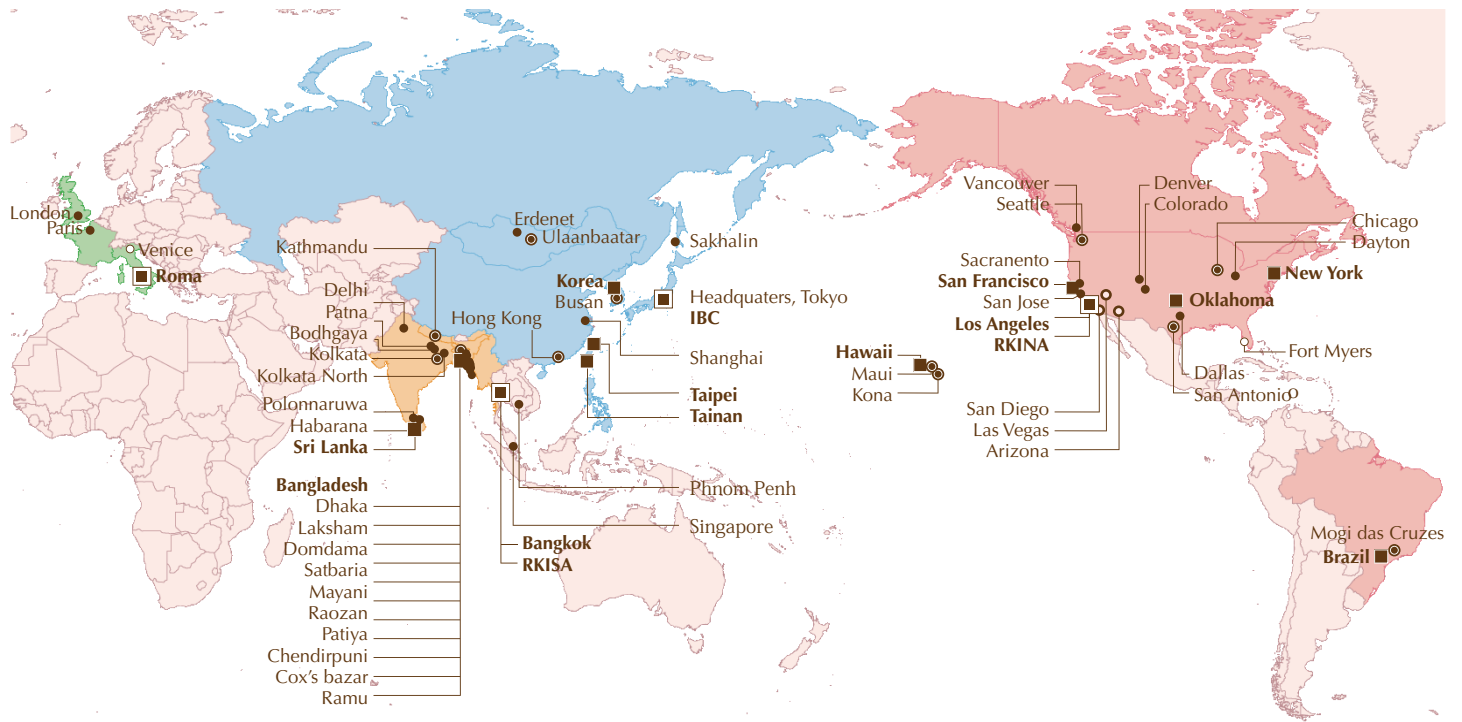 London
Paris
Venice
Roma
Kathmandu
Delhi
Patna
Bodhgaya
Kolkata
Kolkata North
Polonnaruwa
Habarana
Sri Lanka
Bangladesh
Dhaka
Laksham
Domdama
Satbaria
Mayani
Raozan
Patiya
Chendirpuni
Cox's bazar
Ramu
Erdenet
Ulaanbaatar
Sakhalin
Korea
Busan
Headquaters, Tokyo
IBC
Hong Kong
Shanghai
Taipei
Tainan
Phnom Penh
Singapore
Bangkok
RKISA
Hawaii
Maui
Kona
Vancouver
Seattle
Denver
Colorado
Chicago
Dayton
Sacranento
San Francisco
San Jose
Los Angeles
RKINA
New York
Oklahoma
Fort Myers
Dallas
San Antonio
San Diego
Las Vegas
Arizona
Mogi das Cruzes
Brazil